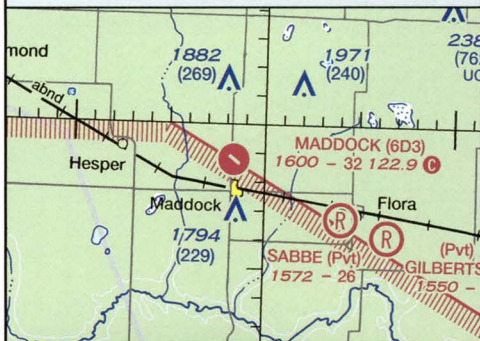 mond
1882
(269)
1971
(240)
238
(76
UC
abnd
Hesper
MADDOCK (6D3)
1600 - 32 122.9 C
Maddock
Flora
R
R
1794
(229)
SABBE (Pvt)
1572 - 26
(Pvt)
GILBERTS
1550 -